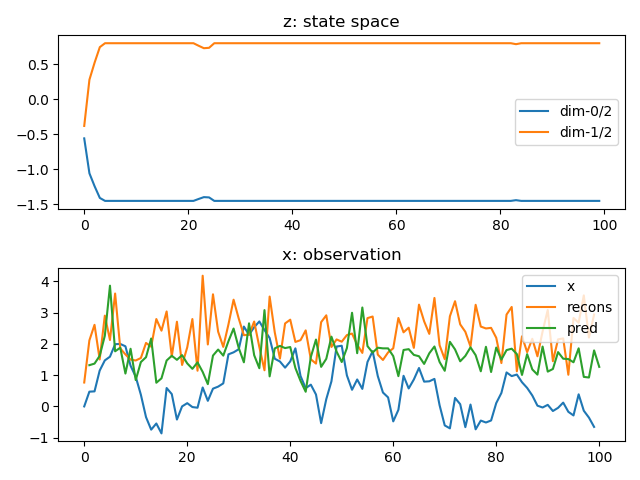 z: state space
0.5
0.0
−0.5
−1.0
−1.5
dim-0/2
dim-1/2
0 20 40 60 80 100
x: observation
4
3
2
1
0
−1
x
recons
pred
0 20 40 60 80 100